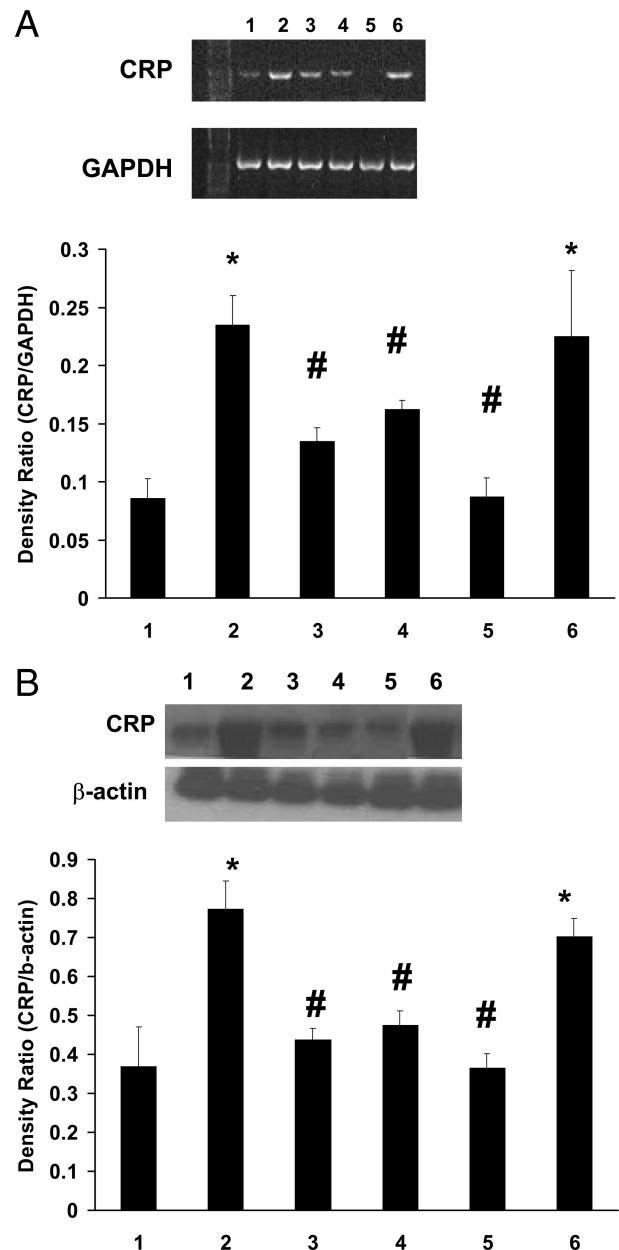 A
1 2 3 4 5 6
CRP
GAPDH
Density Ratio (CRP/GAPDH)
0.3
0.25
0.2
0.15
0.1
0.05
0
* # # # *
1 2 3 4 5 6
B
1 2 3 4 5 6
CRP
β-actin
Density Ratio (CRP/b-actin)
0.9
0.8
0.7
0.6
0.5
0.4
0.3
0.2
0.1
0
* # # # *
1 2 3 4 5 6